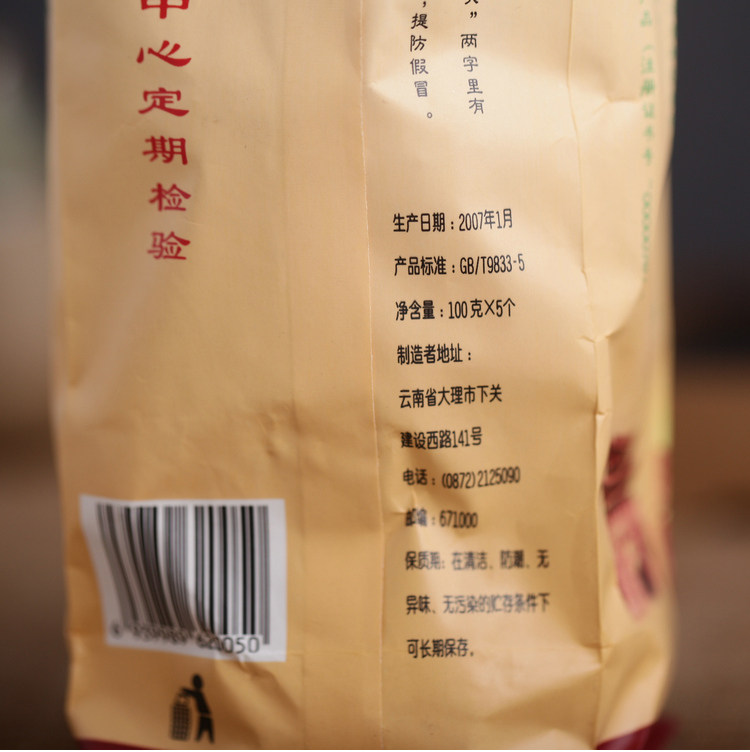 中心定期检验
”两字里有
，提防假冒。
生产日期：2007年1月
产品标准：GB/T9833-5
净含量：100克×5个
制造者地址：
云南省大理市下关
建设西路141号
电话：(0872)2125090
邮编：671000
保质期：在清洁、防潮、无
异味、无污染的贮存条件下
可长期保存。